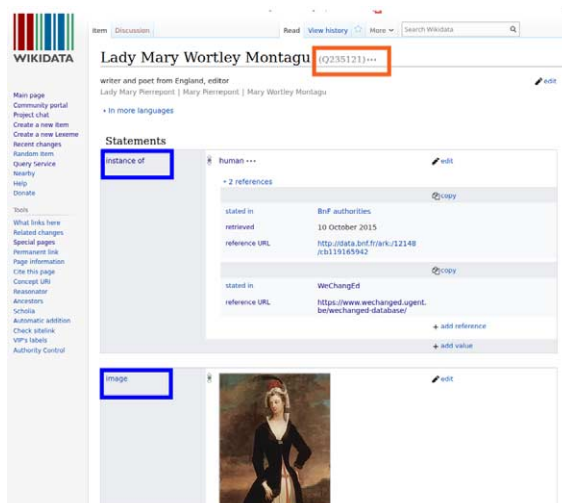 Item Discussion Read View history More Search Wikidata
WIKIDATA
Lady Mary Wortley Montagu (Q235121)
writer and poet from England, editor
edit
Lady Mary Pierrepont | Mary Pierrepont | Mary Wortley Montagu
In more languages
Main page
Community portal
Project chat
Create a new Item
Create a new Lexeme
Recent changes
Random Item
Query Service
Nearby
Help
Donate
Tools
What links here
Related changes
Special pages
Permanent link
Page information
Cite this page
Concept URI
Reasonator
Ancestors
Scholia
Automatic addition
Check sitelink
VIP's labels
Authority Control
Statements
instance of
human
edit
2 references
copy
stated in BnF authorities
retrieved 10 October 2015
reference URL http://data.bnf.fr/ark:/12148
/cb119165942
copy
stated in WeChangEd
reference URL https://www.wechanged.ugent.
be/wechanged-database/
+ add reference
+ add value
image
edit